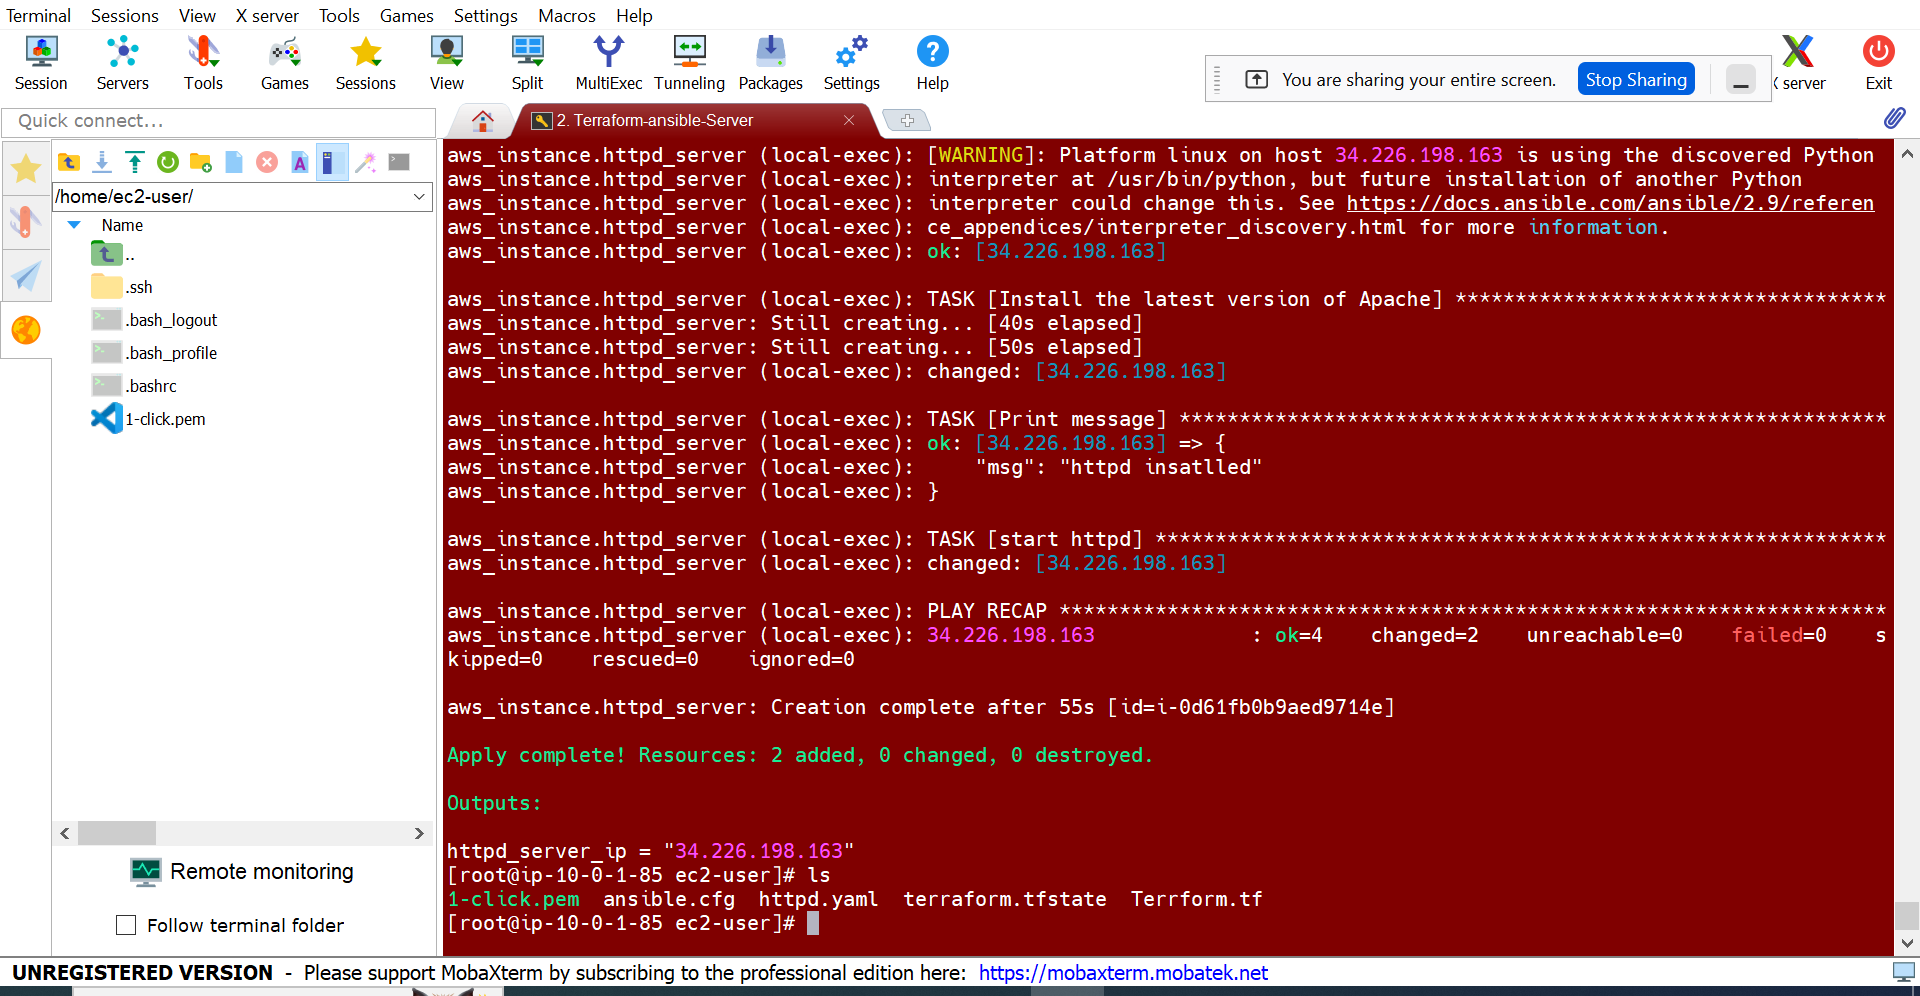 Terminal Sessions View X server Tools Games Settings Macros Help
Session Servers Tools Games Sessions View Split MultiExec Tunneling Packages Settings Help
You are sharing your entire screen. Stop Sharing
server Exit
Quick connect...
2. Terraform-ansible-Server
/home/ec2-user/
Name
..
.ssh
.bash_logout
.bash_profile
.bashrc
1-click.pem
Remote monitoring
Follow terminal folder
aws_instance.httpd_server (local-exec): [WARNING]: Platform linux on host 34.226.198.163 is using the discovered Python
aws_instance.httpd_server (local-exec): interpreter at /usr/bin/python, but future installation of another Python
aws_instance.httpd_server (local-exec): interpreter could change this. See https://docs.ansible.com/ansible/2.9/referen
aws_instance.httpd_server (local-exec): ce_appendices/interpreter_discovery.html for more information.
aws_instance.httpd_server (local-exec): ok: [34.226.198.163]
aws_instance.httpd_server (local-exec): TASK [Install the latest version of Apache] ************************************
aws_instance.httpd_server: Still creating... [40s elapsed]
aws_instance.httpd_server: Still creating... [50s elapsed]
aws_instance.httpd_server (local-exec): changed: [34.226.198.163]
aws_instance.httpd_server (local-exec): TASK [Print message] ***********************************************************
aws_instance.httpd_server (local-exec): ok: [34.226.198.163] => {
aws_instance.httpd_server (local-exec):     "msg": "httpd insatlled"
aws_instance.httpd_server (local-exec): }
aws_instance.httpd_server (local-exec): TASK [start httpd] *************************************************************
aws_instance.httpd_server (local-exec): changed: [34.226.198.163]
aws_instance.httpd_server (local-exec): PLAY RECAP *********************************************************************
aws_instance.httpd_server (local-exec): 34.226.198.163             : ok=4    changed=2    unreachable=0    failed=0    s
kipped=0    rescued=0    ignored=0
aws_instance.httpd_server: Creation complete after 55s [id=i-0d61fb0b9aed9714e]
Apply complete! Resources: 2 added, 0 changed, 0 destroyed.
Outputs:
httpd_server_ip = "34.226.198.163"
[root@ip-10-0-1-85 ec2-user]# ls
1-click.pem  ansible.cfg  httpd.yaml  terraform.tfstate  Terrform.tf
[root@ip-10-0-1-85 ec2-user]#
UNREGISTERED VERSION - Please support MobaXterm by subscribing to the professional edition here: https://mobaxterm.mobatek.net